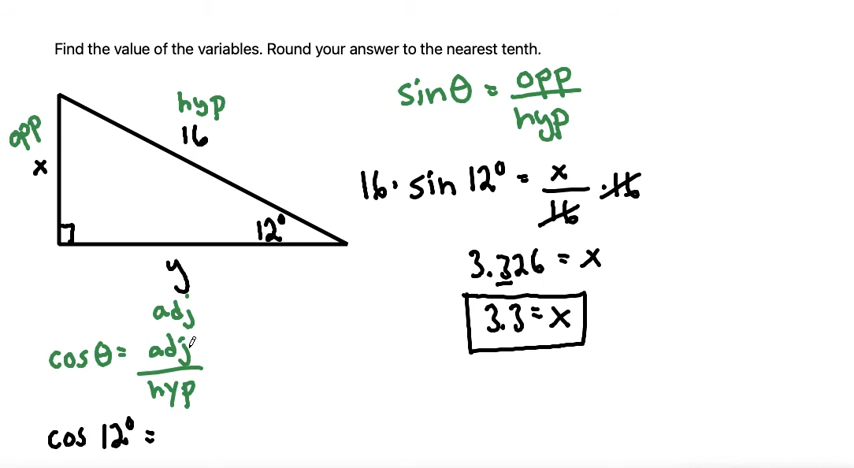 Find the value of the variables. Round your answer to the nearest tenth.
opp
x
hyp
16
12°
y
adj
cosθ = adj / hyp
cos 12° =
sinθ = opp / hyp
16 · sin 12° = x / 16 · 16
3.326 = x
3.3 = x